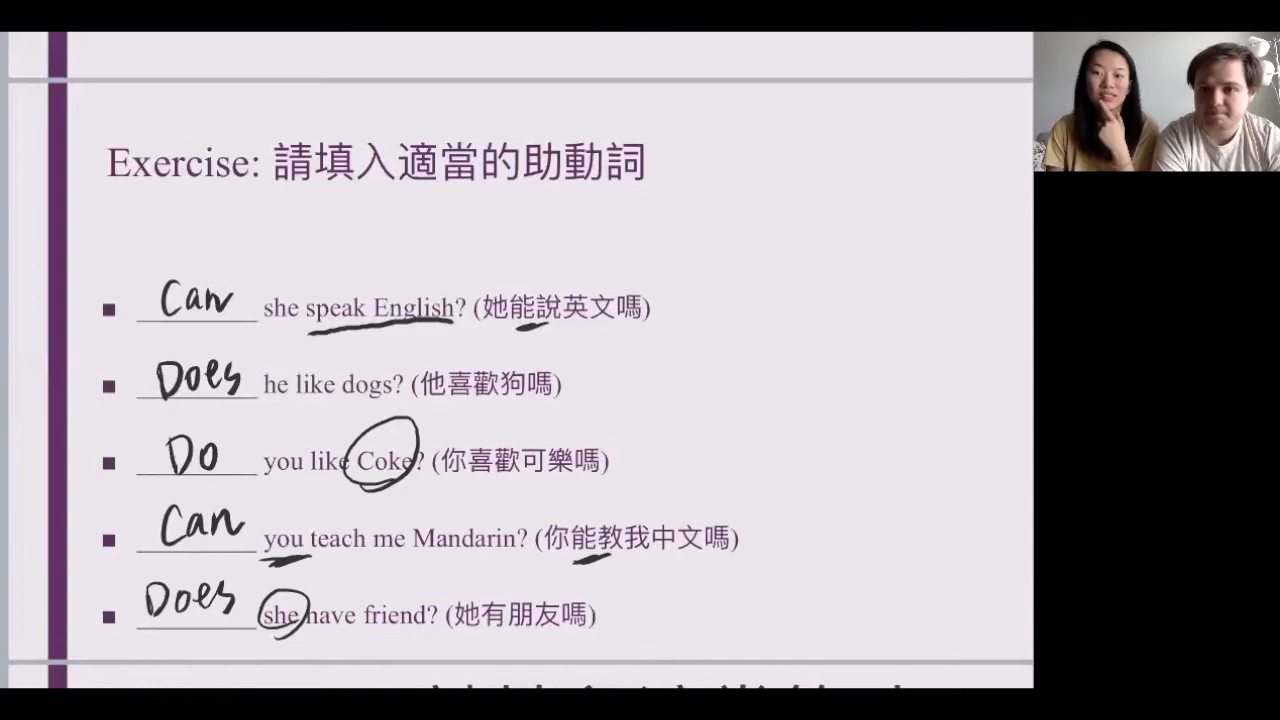 Exercise: 請填入適當的助動詞
Can she speak English? (她能說英文嗎)
Does he like dogs? (他喜歡狗嗎)
Do you like Coke? (你喜歡可樂嗎)
Can you teach me Mandarin? (你能教我中文嗎)
Does she have friend? (她有朋友嗎)